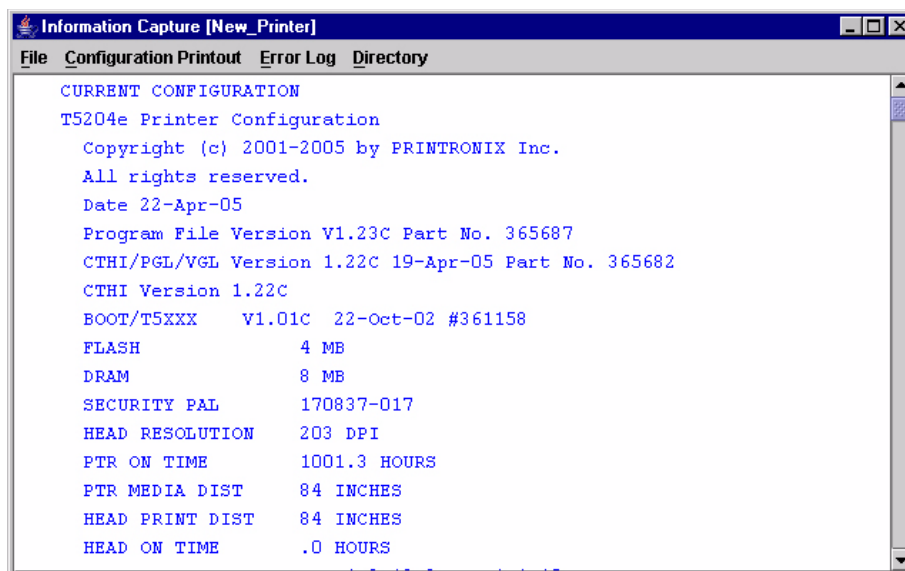 Information Capture [New_Printer]
File Configuration Printout Error Log Directory
CURRENT CONFIGURATION
T5204e Printer Configuration
Copyright (c) 2001-2005 by PRINTRONIX Inc.
All rights reserved.
Date 22-Apr-05
Program File Version V1.23C Part No. 365687
CTHI/PGL/VGL Version 1.22C 19-Apr-05 Part No. 365682
CTHI Version 1.22C
BOOT/T5XXX V1.01C 22-Oct-02 #361158
FLASH 4 MB
DRAM 8 MB
SECURITY PAL 170837-017
HEAD RESOLUTION 203 DPI
PTR ON TIME 1001.3 HOURS
PTR MEDIA DIST 84 INCHES
HEAD PRINT DIST 84 INCHES
HEAD ON TIME .0 HOURS